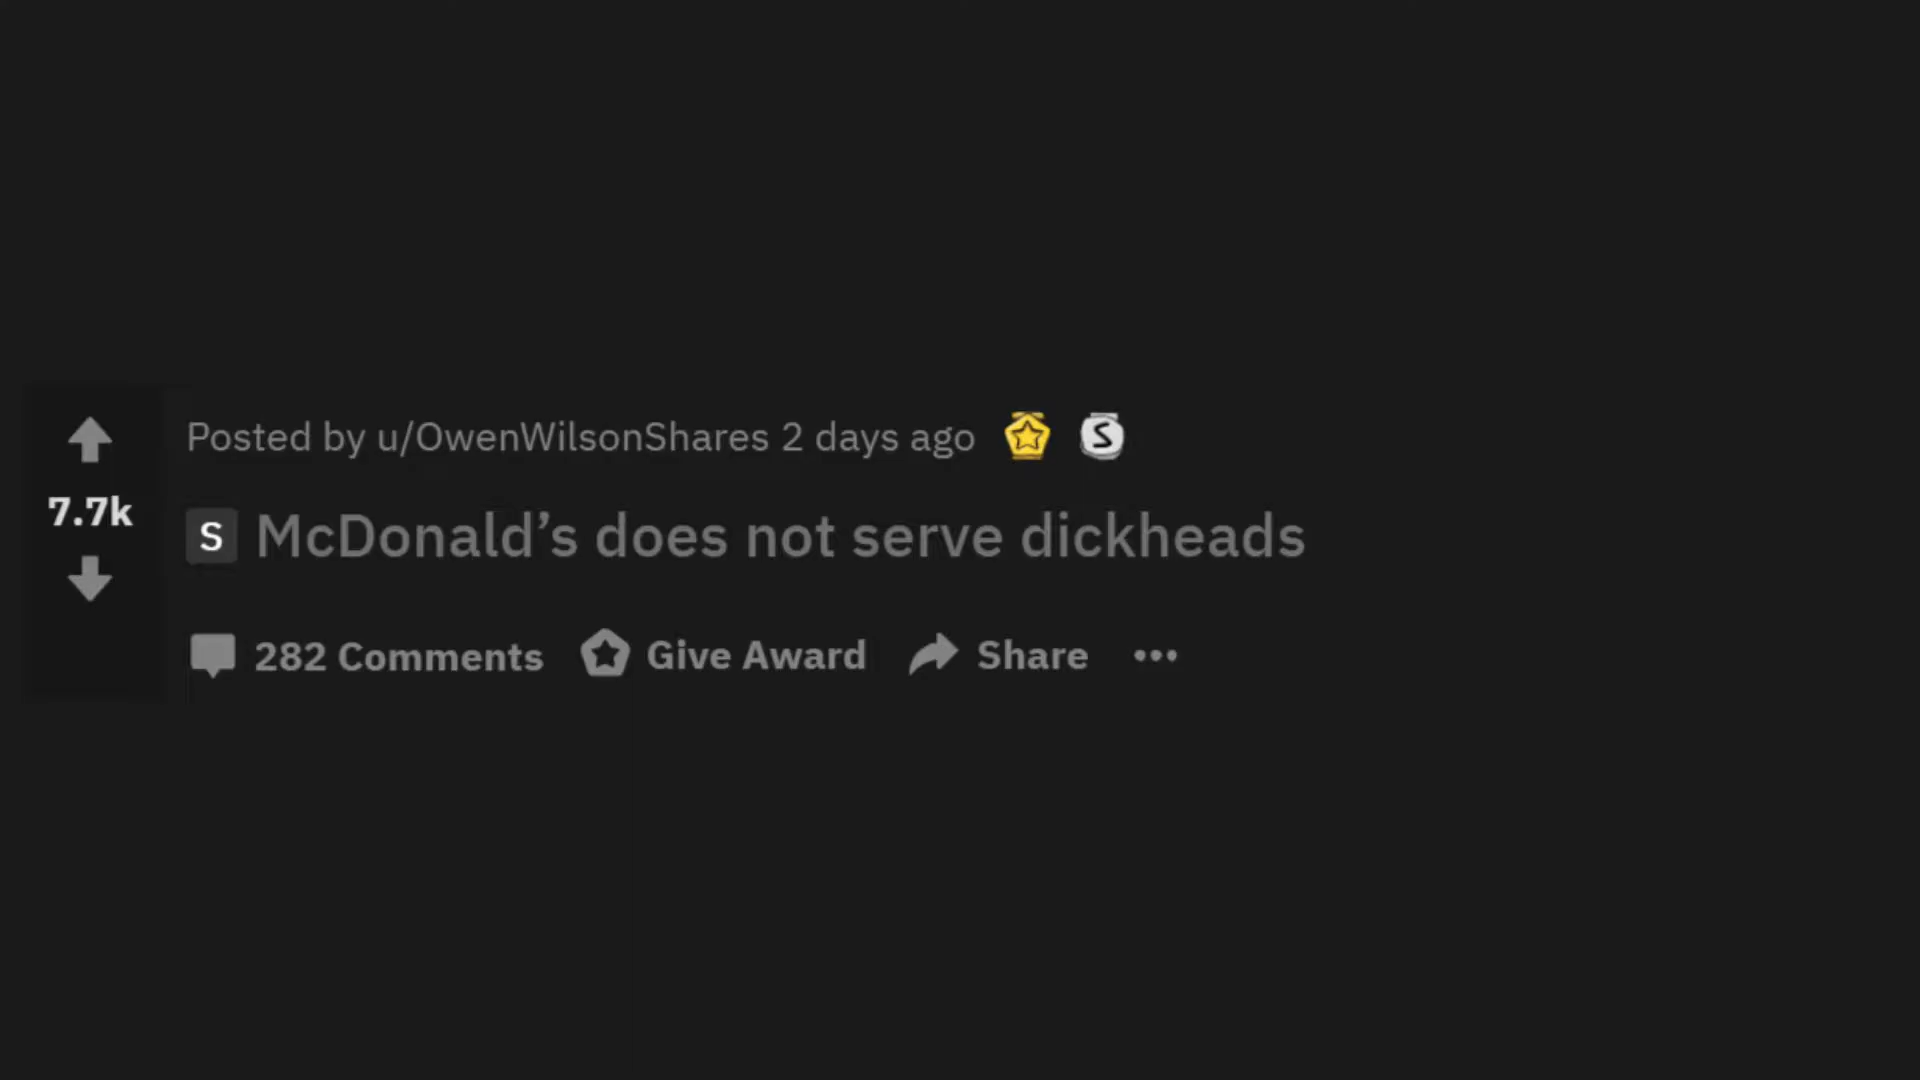 Posted by u/OwenWilsonShares 2 days ago S
7.7k
S McDonald’s does not serve dickheads
282 Comments Give Award Share •••